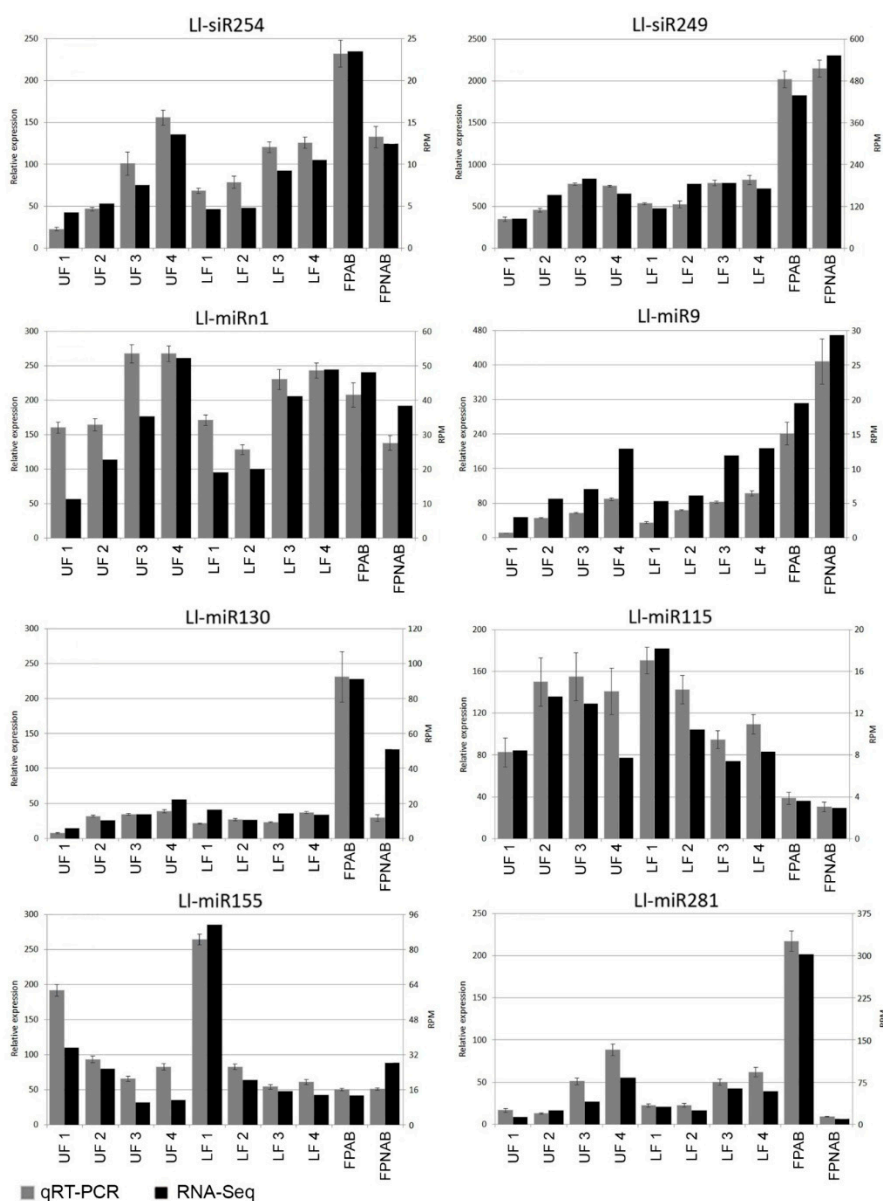 Ll-siR254
Relative expression
250
200
150
100
50
0
25
20
15
10
5
0
RPM
UF 1
UF 2
UF 3
UF 4
LF 1
LF 2
LF 3
LF 4
FPAB
FPNAB
Ll-siR249
Relative expression
2500
2000
1500
1000
500
0
600
480
360
240
120
0
RPM
UF 1
UF 2
UF 3
UF 4
LF 1
LF 2
LF 3
LF 4
FPAB
FPNAB
Ll-miRn1
Relative expression
300
250
200
150
100
50
0
60
50
40
30
20
10
0
RPM
UF 1
UF 2
UF 3
UF 4
LF 1
LF 2
LF 3
LF 4
FPAB
FPNAB
Ll-miR9
Relative expression
480
400
320
240
160
80
0
30
25
20
15
10
5
0
RPM
UF 1
UF 2
UF 3
UF 4
LF 1
LF 2
LF 3
LF 4
FPAB
FPNAB
Ll-miR130
Relative expression
300
250
200
150
100
50
0
120
100
80
60
40
20
0
RPM
UF 1
UF 2
UF 3
UF 4
LF 1
LF 2
LF 3
LF 4
FPAB
FPNAB
Ll-miR115
Relative expression
200
160
120
80
40
0
20
16
12
8
4
0
RPM
UF 1
UF 2
UF 3
UF 4
LF 1
LF 2
LF 3
LF 4
FPAB
FPNAB
Ll-miR155
Relative expression
300
250
200
150
100
50
0
96
80
64
48
32
16
0
RPM
UF 1
UF 2
UF 3
UF 4
LF 1
LF 2
LF 3
LF 4
FPAB
FPNAB
Ll-miR281
Relative expression
250
200
150
100
50
0
375
300
225
150
75
0
RPM
UF 1
UF 2
UF 3
UF 4
LF 1
LF 2
LF 3
LF 4
FPAB
FPNAB
qRT-PCR RNA-Seq